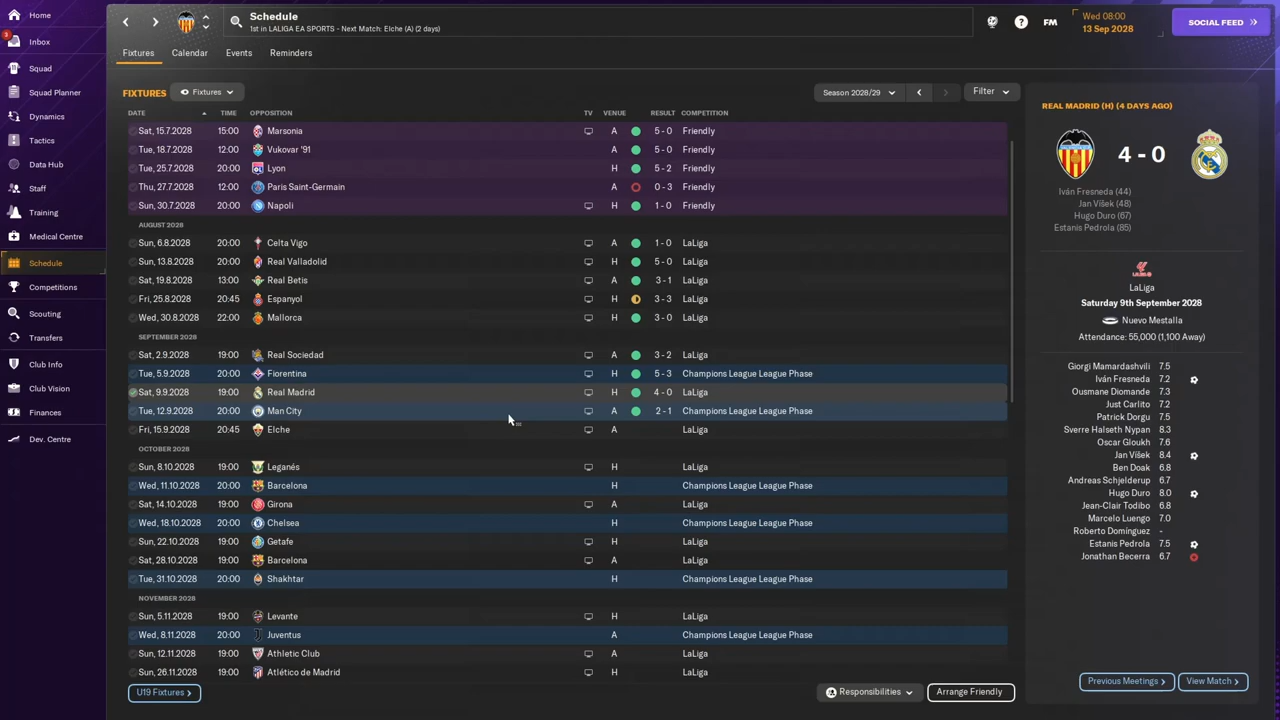 Home
3
Inbox
Squad
Squad Planner
Dynamics
Tactics
Data Hub
Staff
Training
Medical Centre
Schedule
Competitions
Scouting
Transfers
Club Info
Club Vision
Finances
Dev. Centre
Schedule
1st in LALIGA EA SPORTS - Next Match: Elche (A) (2 days)
FM
Wed 08:00
13 Sep 2028
SOCIAL FEED
Fixtures Calendar Events Reminders
FIXTURES Fixtures Season 2028/29 Filter
DATE TIME OPPOSITION TV VENUE RESULT COMPETITION
Sat, 15.7.2028 15:00 Marsonia A 5 - 0 Friendly
Tue, 18.7.2028 12:00 Vukovar '91 A 5 - 0 Friendly
Tue, 25.7.2028 20:00 Lyon H 5 - 2 Friendly
Thu, 27.7.2028 12:00 Paris Saint-Germain A 0 - 3 Friendly
Sun, 30.7.2028 20:00 Napoli H 1 - 0 Friendly
AUGUST 2028
Sun, 6.8.2028 20:00 Celta Vigo A 1 - 0 LaLiga
Sun, 13.8.2028 20:00 Real Valladolid H 5 - 0 LaLiga
Sat, 19.8.2028 13:00 Real Betis A 3 - 1 LaLiga
Fri, 25.8.2028 20:45 Espanyol H 3 - 3 LaLiga
Wed, 30.8.2028 22:00 Mallorca H 3 - 0 LaLiga
SEPTEMBER 2028
Sat, 2.9.2028 19:00 Real Sociedad A 3 - 2 LaLiga
Tue, 5.9.2028 20:00 Fiorentina H 5 - 3 Champions League League Phase
Sat, 9.9.2028 19:00 Real Madrid H 4 - 0 LaLiga
Tue, 12.9.2028 20:00 Man City A 2 - 1 Champions League League Phase
Fri, 15.9.2028 20:45 Elche A LaLiga
OCTOBER 2028
Sun, 8.10.2028 19:00 Leganés H LaLiga
Wed, 11.10.2028 20:00 Barcelona H Champions League League Phase
Sat, 14.10.2028 19:00 Girona A LaLiga
Wed, 18.10.2028 20:00 Chelsea H Champions League League Phase
Sun, 22.10.2028 19:00 Getafe H LaLiga
Sat, 28.10.2028 19:00 Barcelona A LaLiga
Tue, 31.10.2028 20:00 Shakhtar H Champions League League Phase
NOVEMBER 2028
Sun, 5.11.2028 19:00 Levante H LaLiga
Wed, 8.11.2028 20:00 Juventus A Champions League League Phase
Sun, 12.11.2028 19:00 Athletic Club A LaLiga
Sun, 26.11.2028 19:00 Atlético de Madrid H LaLiga
U19 Fixtures Responsibilities Arrange Friendly
REAL MADRID (H) (4 DAYS AGO)
4 - 0
Iván Fresneda (44)
Jan Víšek (48)
Hugo Duro (67)
Estanis Pedrola (85)
LaLiga
Saturday 9th September 2028
Nuevo Mestalla
Attendance: 55,000 (1,100 Away)
Giorgi Mamardashvili 7.5
Iván Fresneda 7.2
Ousmane Diomande 7.3
Just Carlito 7.2
Patrick Dorgu 7.5
Sverre Halseth Nypan 8.3
Oscar Gloukh 7.6
Jan Víšek 8.4
Ben Doak 6.8
Andreas Schjelderup 6.7
Hugo Duro 8.0
Jean-Clair Todibo 6.8
Marcelo Luengo 7.0
Roberto Domínguez -
Estanis Pedrola 7.5
Jonathan Becerra 6.7
Previous Meetings View Match